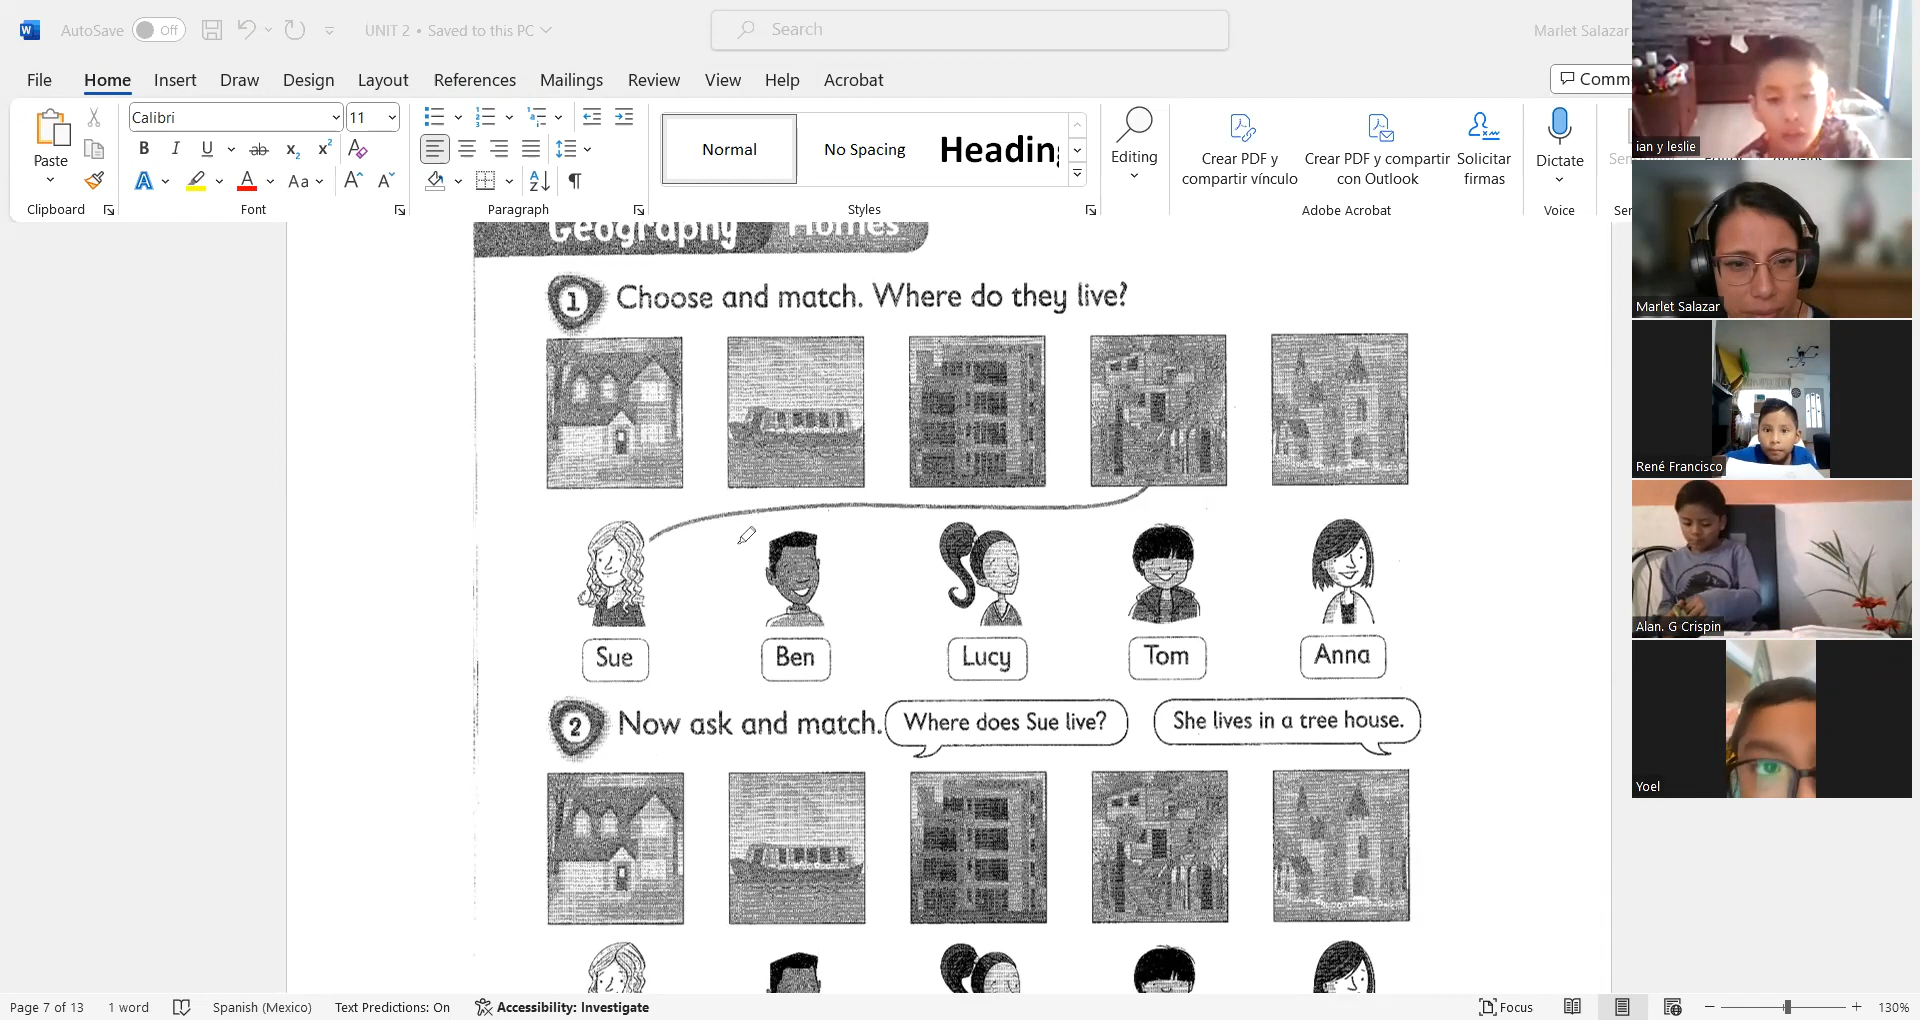 AutoSave Off UNIT 2 • Saved to this PC Search Marlet Salazar
File Home Insert Draw Design Layout References Mailings Review View Help Acrobat
Calibri 11
Paste
Clipboard Font Paragraph
Normal No Spacing Heading
Styles
Editing
Crear PDF y compartir vínculo
Crear PDF y compartir con Outlook
Solicitar firmas
Adobe Acrobat
Dictate
Voice
ian y leslie
Marlet Salazar
René Francisco
Alan. G Crispin
Yoel
Geography Homes
1 Choose and match. Where do they live?
Sue Ben Lucy Tom Anna
2 Now ask and match. Where does Sue live? She lives in a tree house.
Page 7 of 13 1 word Spanish (Mexico) Text Predictions: On Accessibility: Investigate Focus 130%